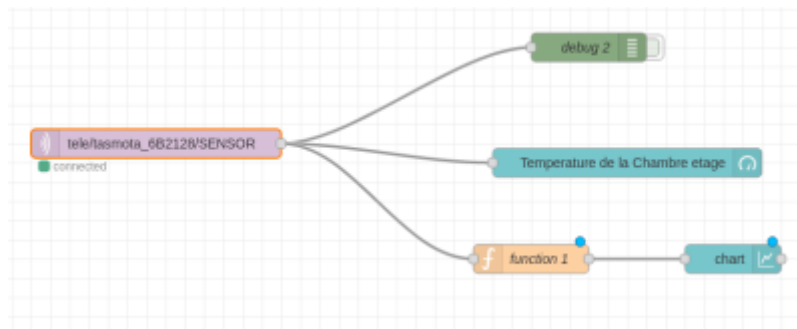 debug 2
tele/tasmota_6B2128/SENSOR
connected
Temperature de la Chambre etage
function 1
chart